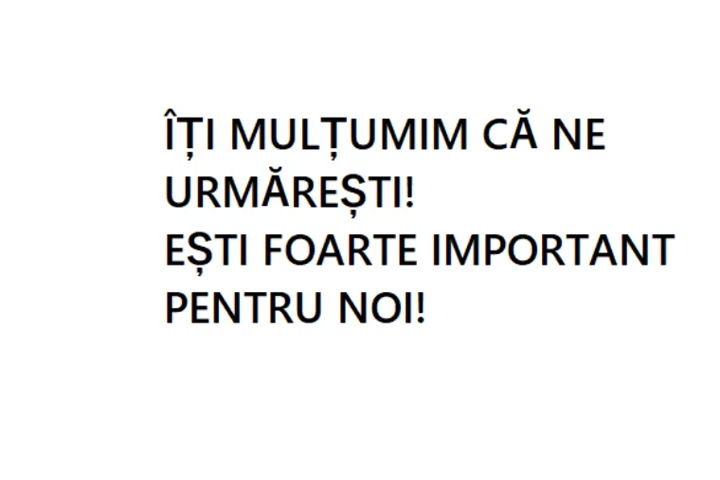 ÎȚI MULȚUMIM CĂ NE
URMĂREȘTI!
EȘTI FOARTE IMPORTANT
PENTRU NOI!